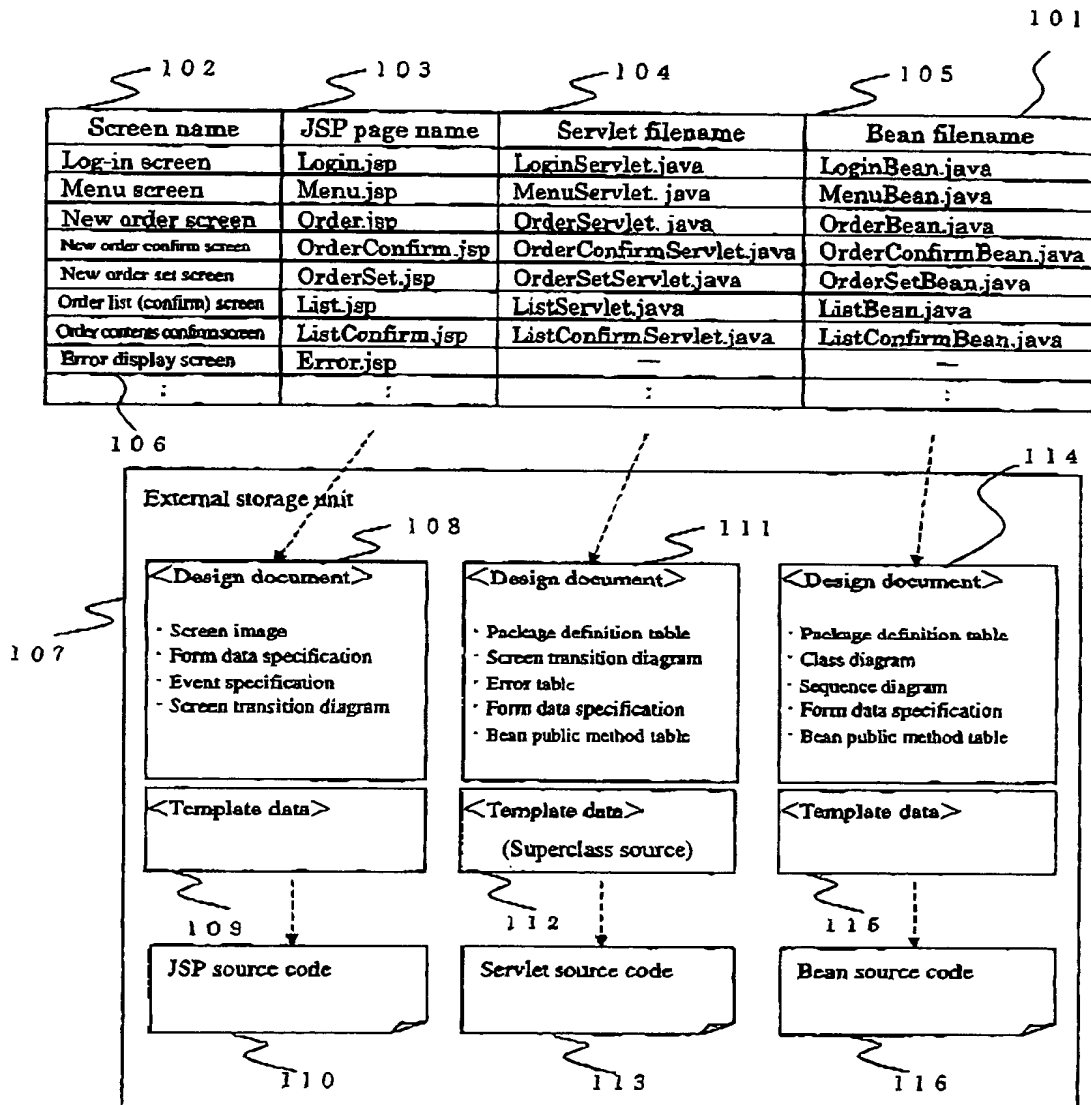 101
102 103 104 105
Screen name JSP page name Servlet filename Bean filename
Log-in screen Login.jsp LoginServlet.java LoginBean.java
Menu screen Menu.jsp MenuServlet. java MenuBean.java
New order screen Order.jsp OrderServlet. java OrderBean.java
New order confirm screen OrderConfirm.jsp OrderConfirmServlet.java OrderConfirmBean.java
New order set screen OrderSet.jsp OrderSetServlet.java OrderSetBean.java
Order list (confirm) screen List.jsp ListServlet.java ListBean.java
Order contents confirm screen ListConfirm.jsp ListConfirmServlet.java ListConfirmBean.java
Error display screen Error.jsp — —
: : : :
106
114
External storage unit
108 111
<Design document> <Design document> <Design document>
· Screen image · Package definition table · Package definition table
· Form data specification · Screen transition diagram · Class diagram
· Event specification · Error table · Sequence diagram
· Screen transition diagram · Form data specification · Form data specification
· Bean public method table · Bean public method table
107
<Template data> <Template data> <Template data>
(Superclass source)
109 112 115
JSP source code Servlet source code Bean source code
110 113 116